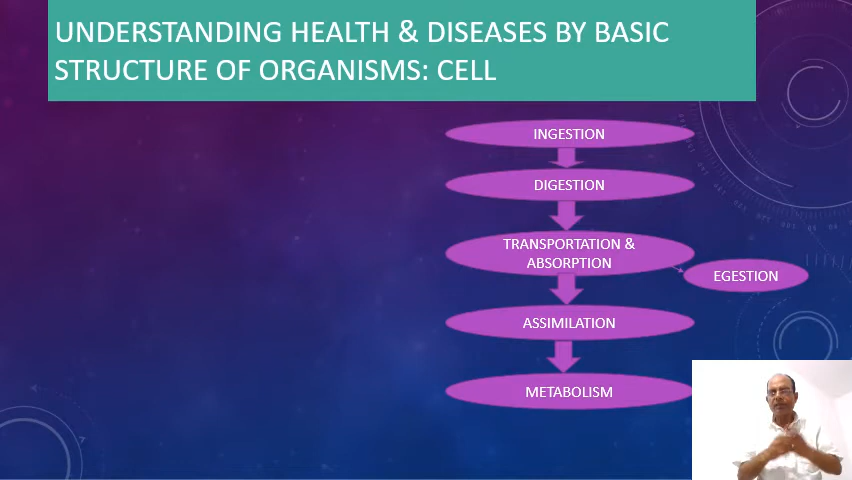 UNDERSTANDING HEALTH & DISEASES BY BASIC
STRUCTURE OF ORGANISMS: CELL
INGESTION
DIGESTION
TRANSPORTATION &
ABSORPTION
EGESTION
ASSIMILATION
METABOLISM